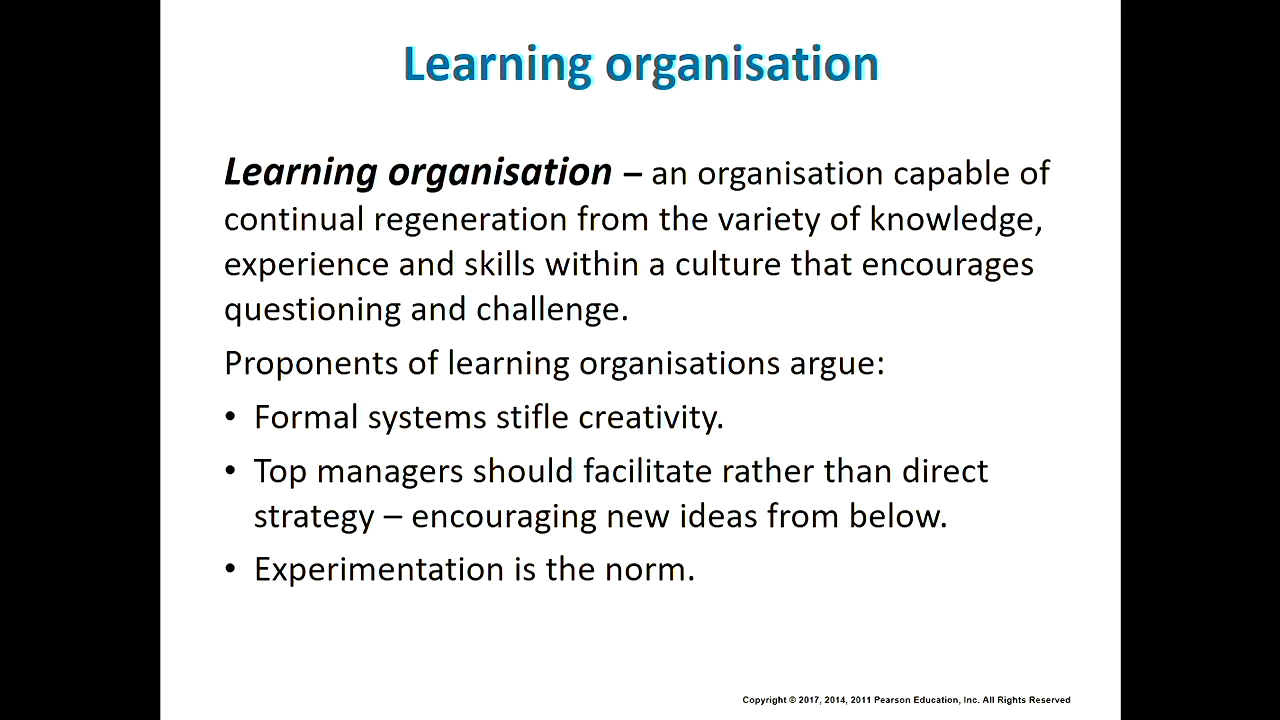 Learning organisation
Learning organisation – an organisation capable of
continual regeneration from the variety of knowledge,
experience and skills within a culture that encourages
questioning and challenge.
Proponents of learning organisations argue:
• Formal systems stifle creativity.
• Top managers should facilitate rather than direct
strategy – encouraging new ideas from below.
• Experimentation is the norm.
Copyright © 2017, 2014, 2011 Pearson Education, Inc. All Rights Reserved